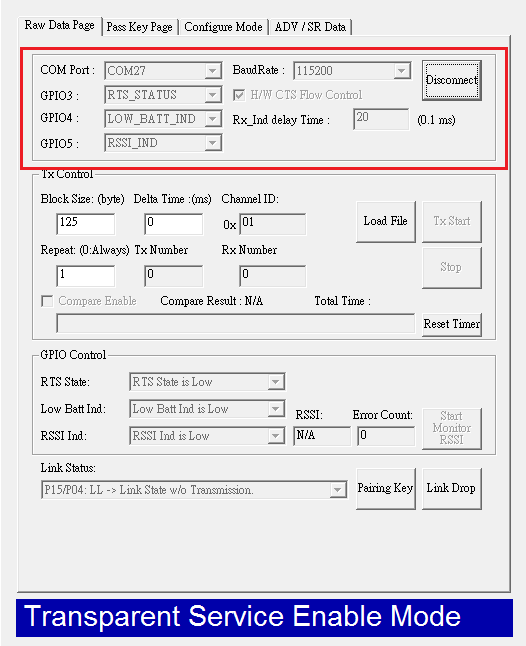 Raw Data Page Pass Key Page Configure Mode ADV / SR Data
COM Port : COM27 BaudRate : 115200 Disconnect
GPIO3 : RTS_STATUS H/W CTS Flow Control
GPIO4 : LOW_BATT_IND Rx_Ind delay Time : 20 (0.1 ms)
GPIO5 : RSSI_IND
Tx Control
Block Size: (byte) Delta Time :(ms) Channel ID:
125 0 0x 01 Load File Tx Start
Repeat: (0:Always) Tx Number Rx Number
1 0 0 Stop
Compare Enable Compare Result : N/A Total Time :
Reset Timer
GPIO Control
RTS State: RTS State is Low
Low Batt Ind: Low Batt Ind is Low RSSI: Error Count:
RSSI Ind: RSSI Ind is Low N/A 0 Start Monitor RSSI
Link Status:
P15/P04: LL -> Link State w/o Transmission. Pairing Key Link Drop
Transparent Service Enable Mode